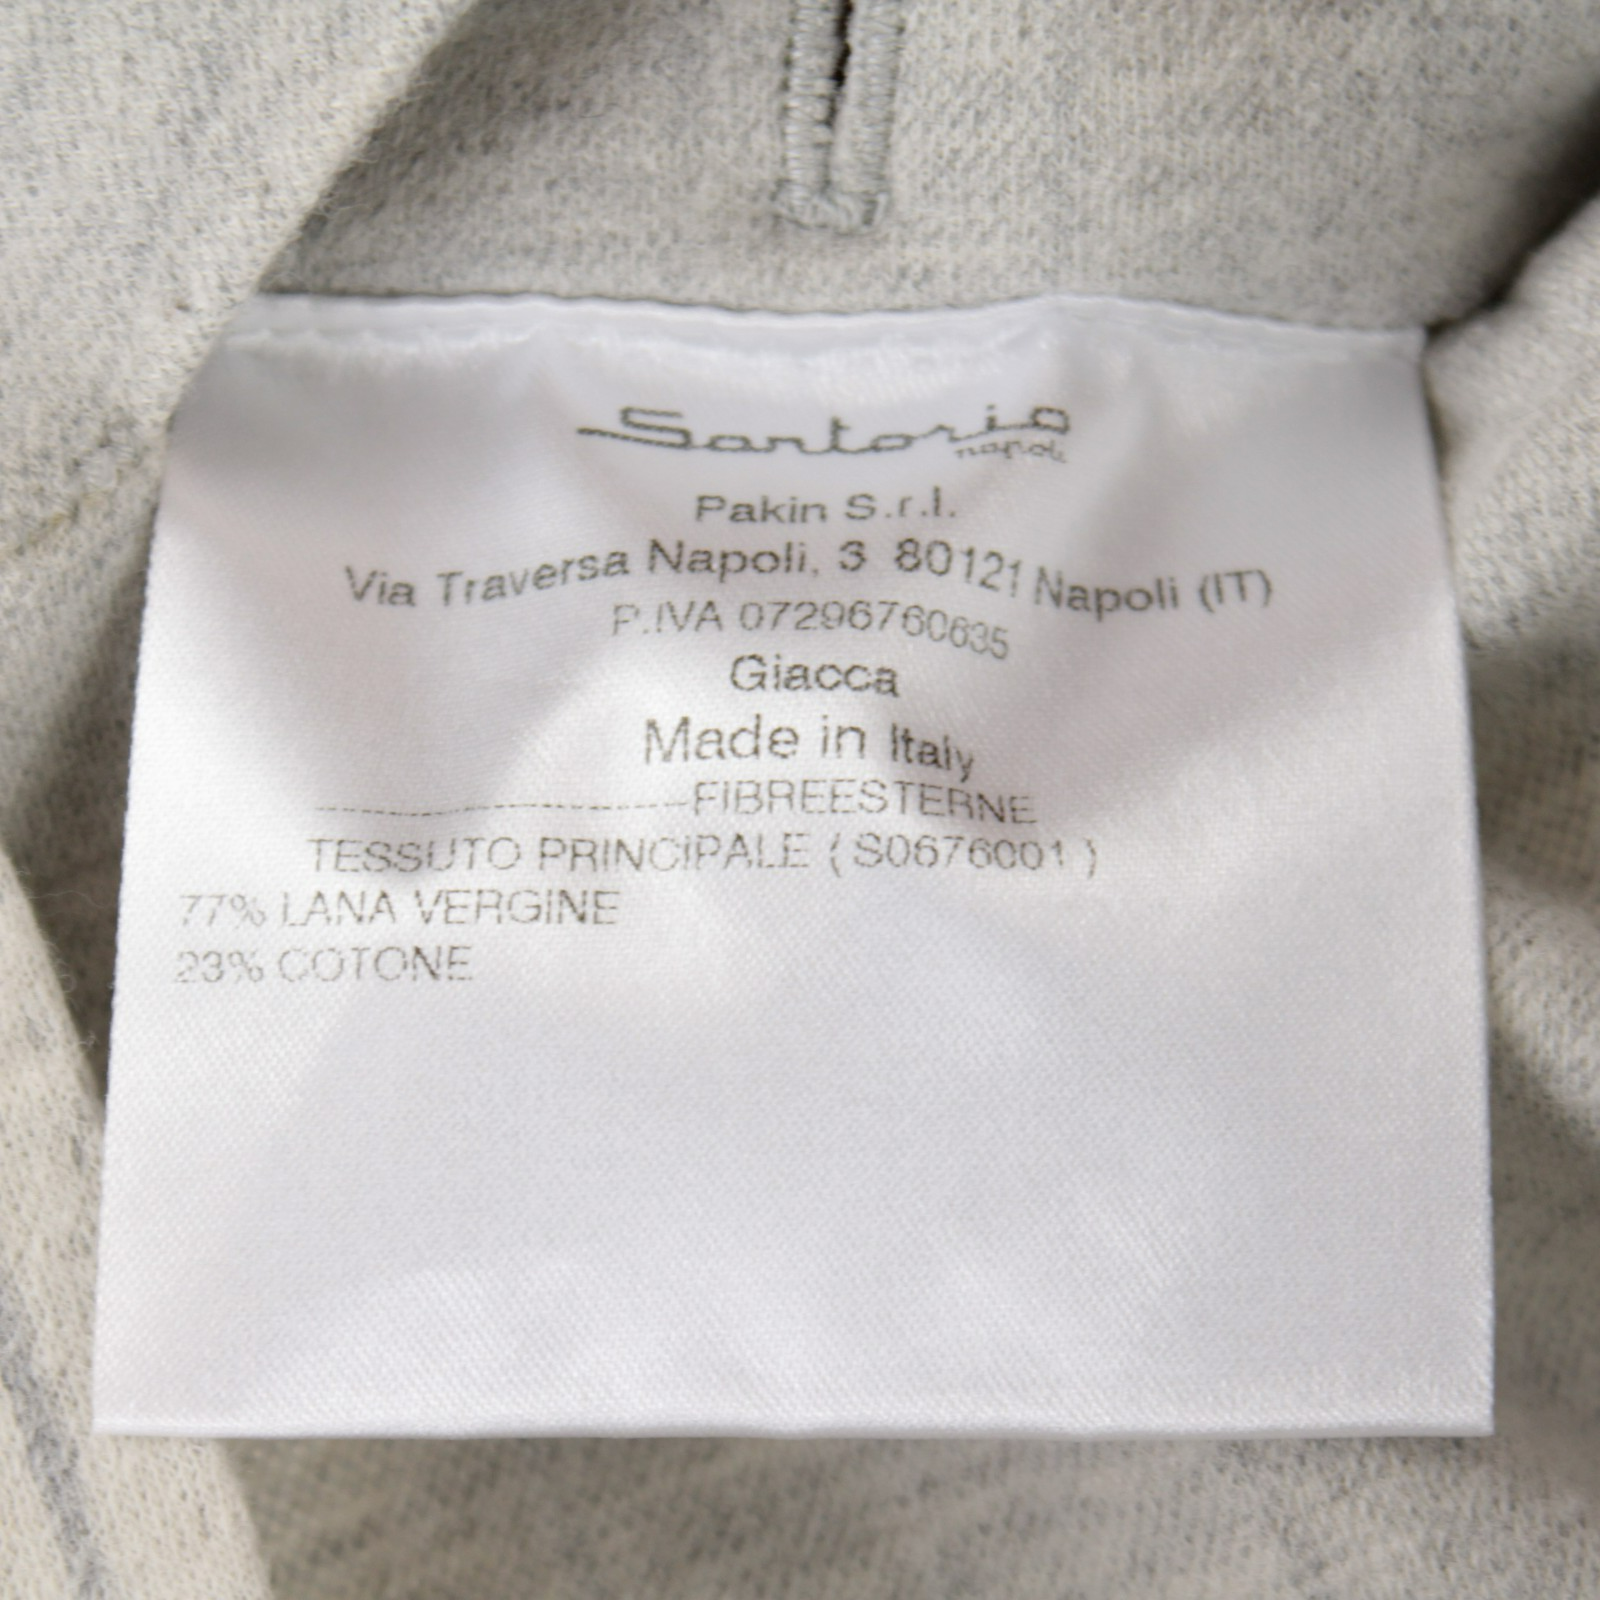 Sartorio
napoli
Pakin S.r.l.
Via Traversa Napoli, 3 80121 Napoli (IT)
P.IVA 07296760635
Giacca
Made in Italy
--------------------------------FIBREESTERNE
TESSUTO PRINCIPALE ( S0676001 )
77% LANA VERGINE
23% COTONE